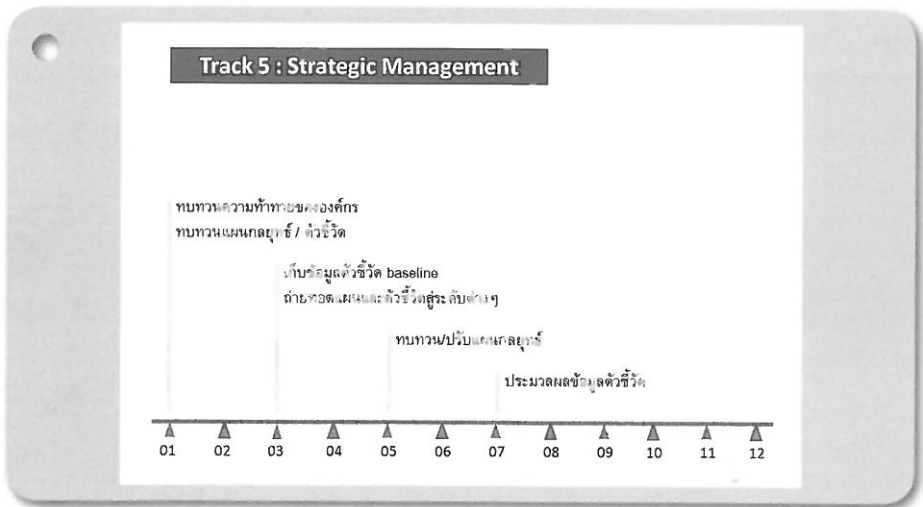 Track 5 : Strategic Management
ทบทวนความท้าทายขององค์กร
ทบทวนแผนกลยุทธ์ / ตัวชี้วัด
เก็บข้อมูลตัวชี้วัด baseline
ถ่ายทอดแผนและตัวชี้วัดสู่ระดับต่าง ๆ
ทบทวน/ปรับแผนกลยุทธ์
ประมวลผลข้อมูลตัวชี้วัด
01 02 03 04 05 06 07 08 09 10 11 12